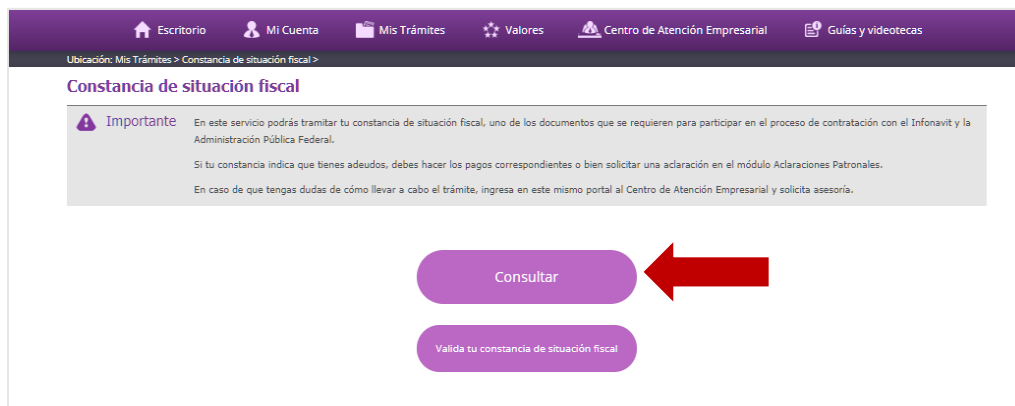 Escritorio Mi Cuenta Mis Trámites Valores Centro de Atención Empresarial Guías y videotecas
Ubicación: Mis Trámites > Constancia de situación fiscal >
Constancia de situación fiscal
Importante En este servicio podrás tramitar tu constancia de situación fiscal, uno de los documentos que se requieren para participar en el proceso de contratación con el Infonavit y la
Administración Pública Federal.
Si tu constancia indica que tienes adeudos, debes hacer los pagos correspondientes o bien solicitar una aclaración en el módulo Aclaraciones Patronales.
En caso de que tengas dudas de cómo llevar a cabo el trámite, ingresa en este mismo portal al Centro de Atención Empresarial y solicita asesoría.
Consultar
Valida tu constancia de situación fiscal